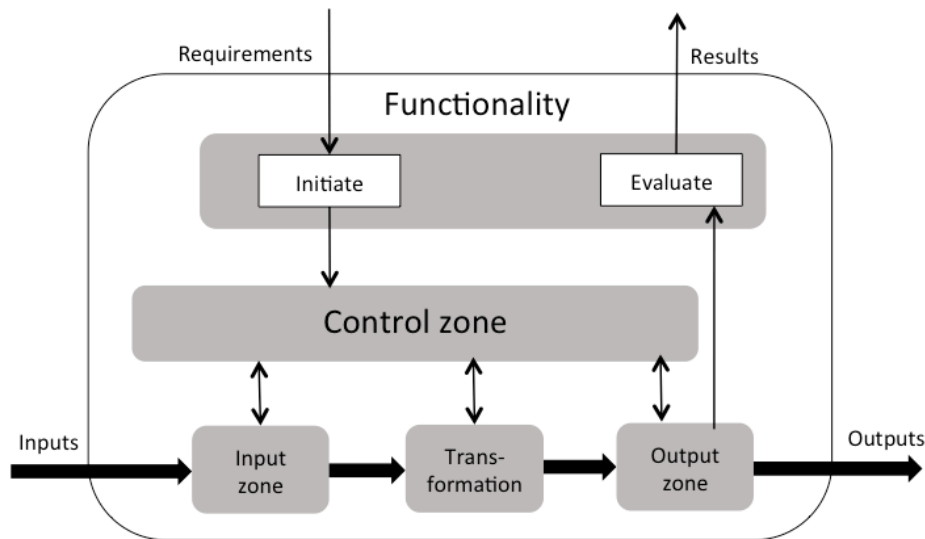 Requirements
Results
Functionality
Initiate
Evaluate
Control zone
Inputs
Input
zone
Trans-
formation
Output
zone
Outputs